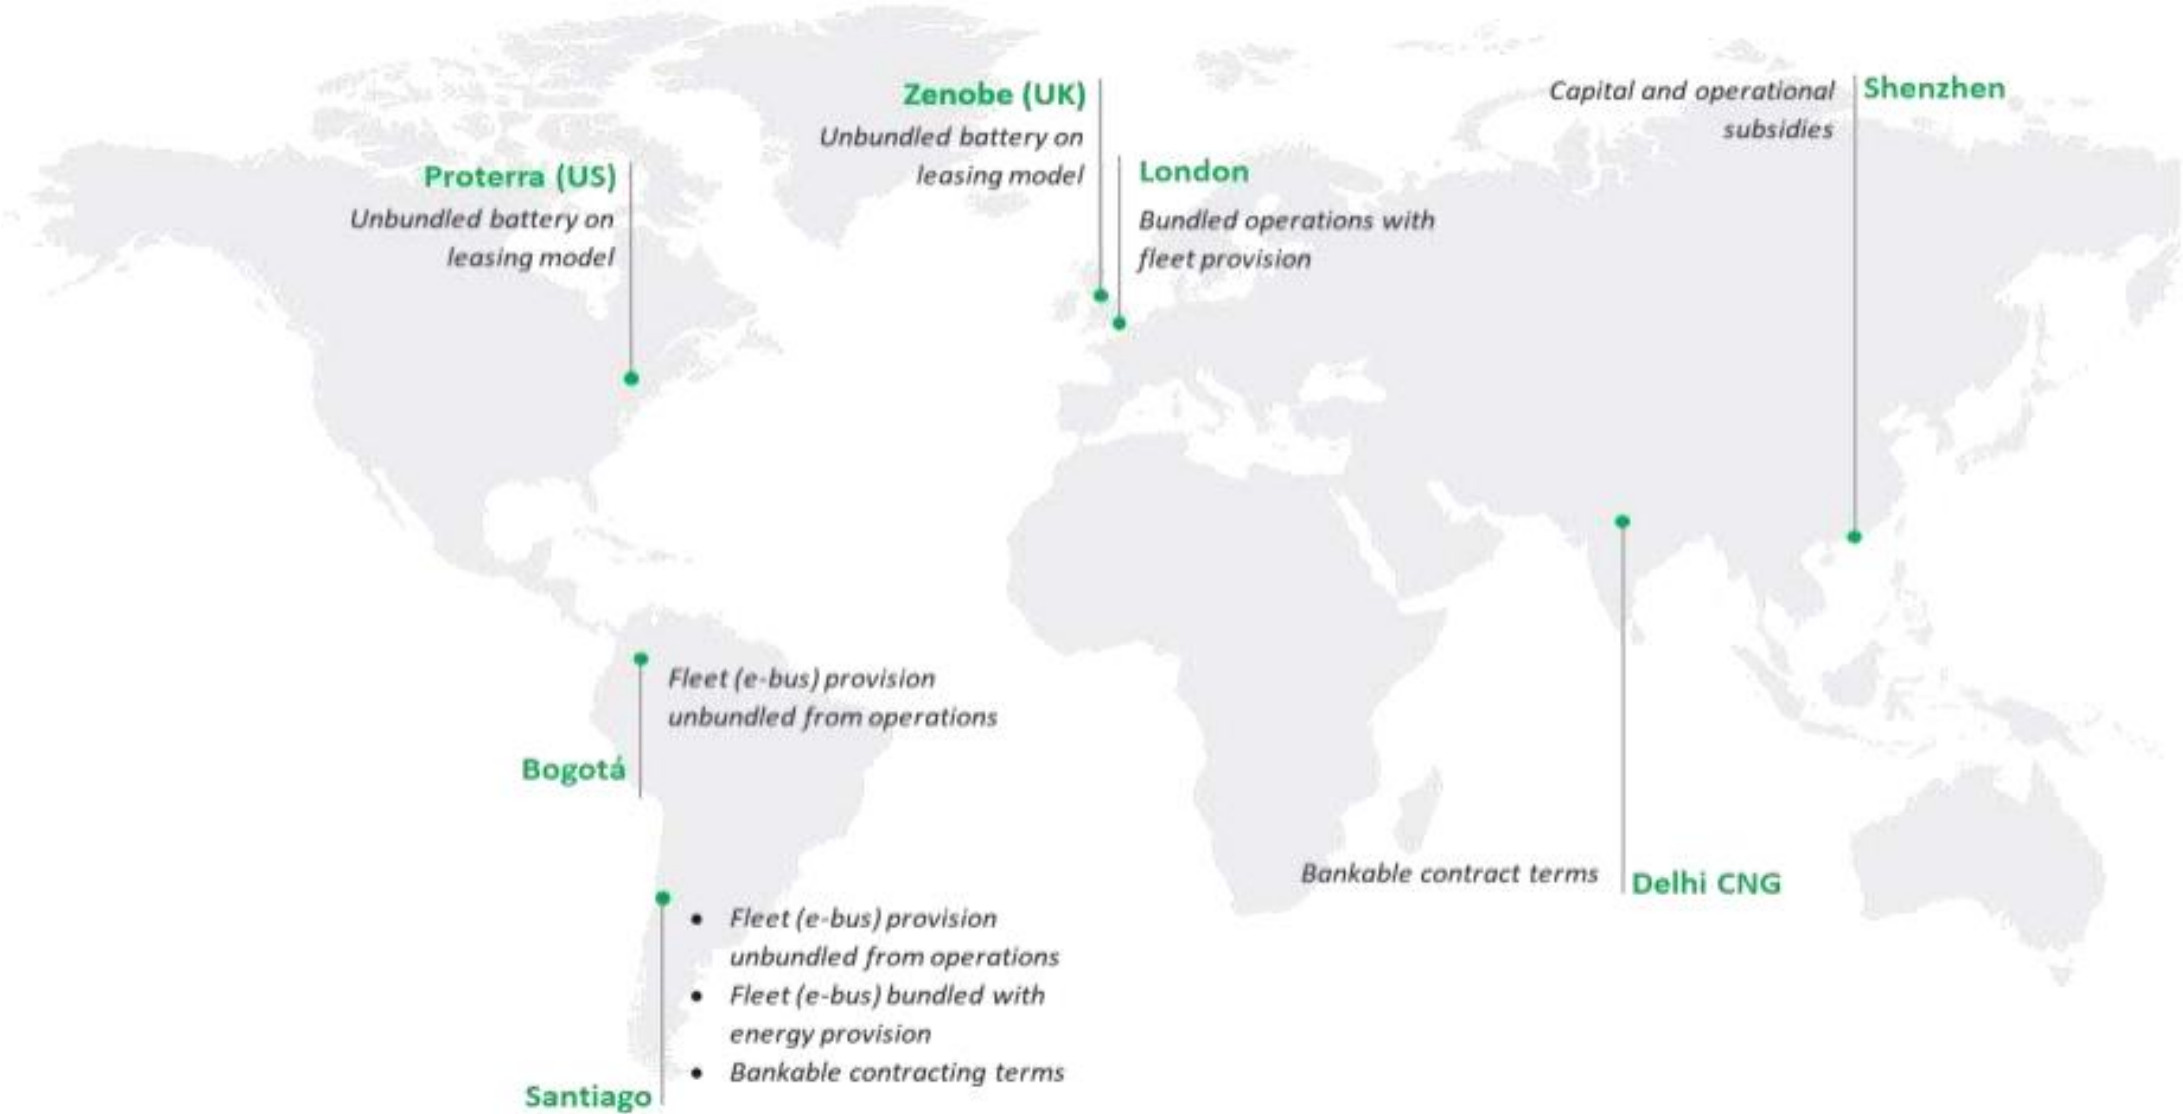 Zenobe (UK)
Unbundled battery on
leasing model
Capital and operational
subsidies
Shenzhen
Proterra (US)
Unbundled battery on
leasing model
London
Bundled operations with
fleet provision
Fleet (e-bus) provision
unbundled from operations
Bogotá
Bankable contract terms
Delhi CNG
• Fleet (e-bus) provision
unbundled from operations
• Fleet (e-bus) bundled with
energy provision
• Bankable contracting terms
Santiago